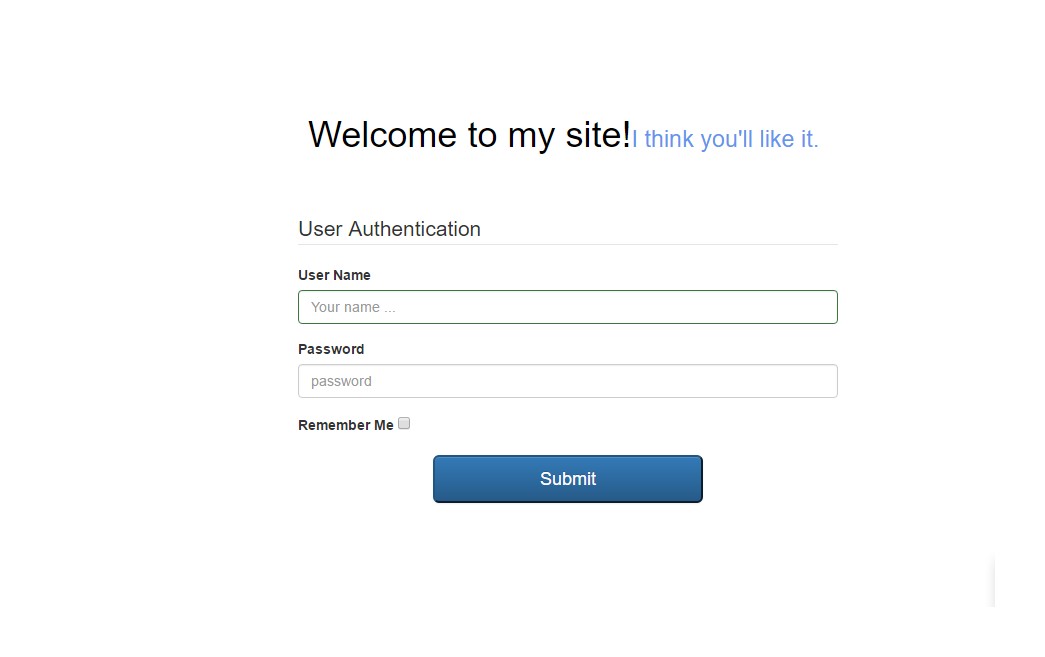 Welcome to my site!I think you'll like it.
User Authentication
User Name
Your name ...
Password
password
Remember Me
Submit